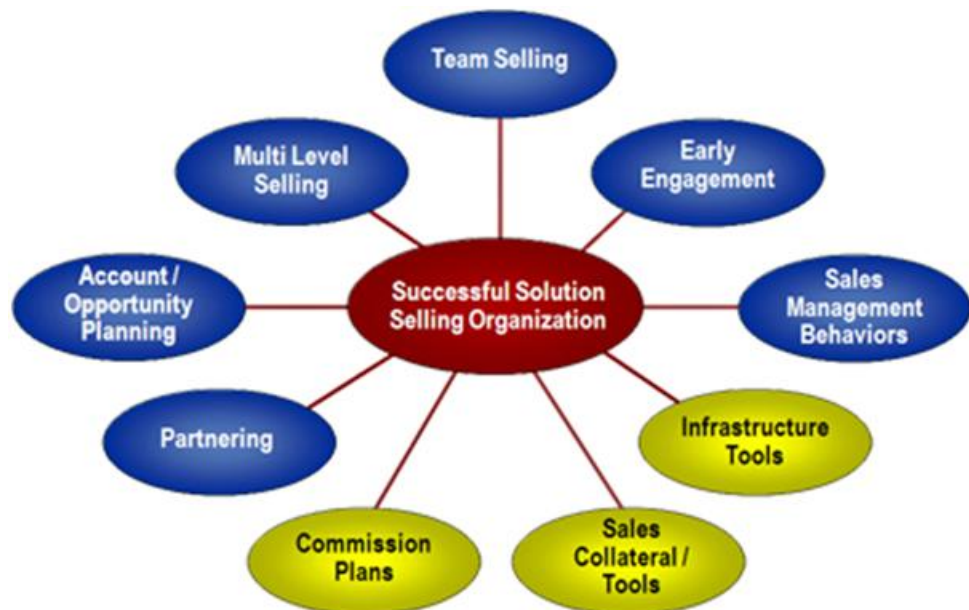 Team Selling
Multi Level
Selling
Early
Engagement
Account /
Opportunity
Planning
Successful Solution
Selling Organization
Sales
Management
Behaviors
Partnering
Infrastructure
Tools
Commission
Plans
Sales
Collateral /
Tools